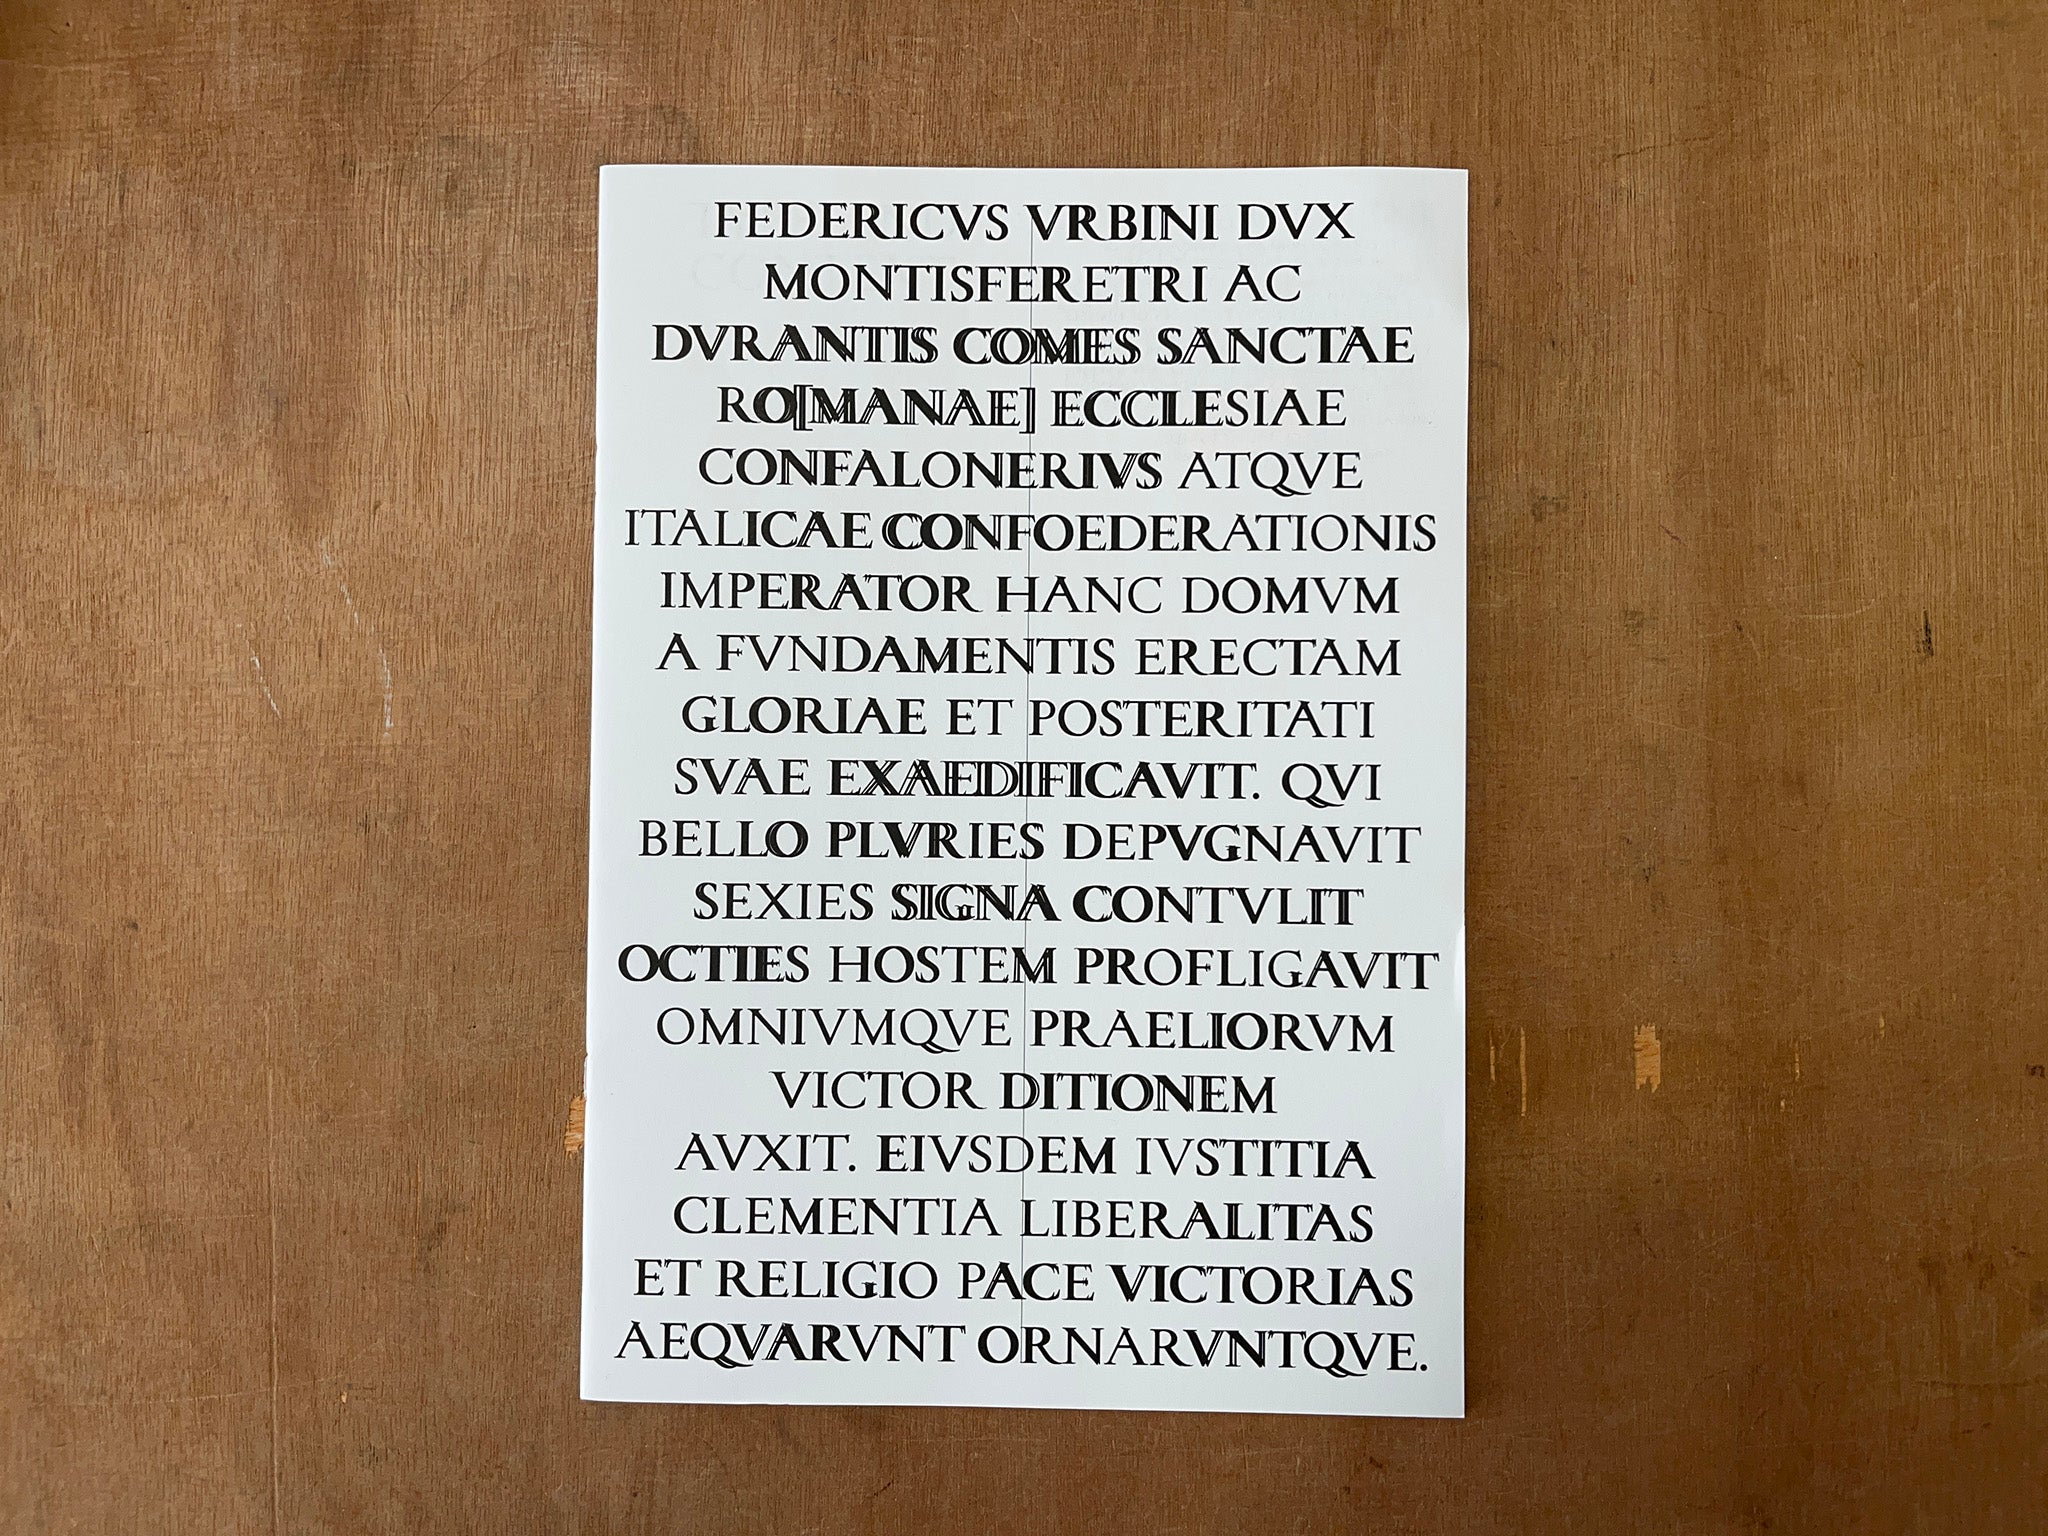 FEDERICVS VRBINI DVX
MONTISFERETRI AC
DVRANTIS COMES SANCTAE
RO[MANAE] ECCLESIAE
CONFALONERIVS ATQVE
ITALICAE CONFOEDERATIONIS
IMPERATOR HANC DOMVM
A FVNDAMENTIS ERECTAM
GLORIAE ET POSTERITATI
SVAE EXAEDIFICAVIT. QVI
BELLO PLVRIES DEPVGNAVIT
SEXIES SIGNA CONTVLIT
OCTIES HOSTEM PROFLIGAVIT
OMNIVMQVE PRAELIORVM
VICTOR DITIONEM
AVXIT. EIVSDEM IVSTITIA
CLEMENTIA LIBERALITAS
ET RELIGIO PACE VICTORIAS
AEQVARVNT ORNARVNTQVE.